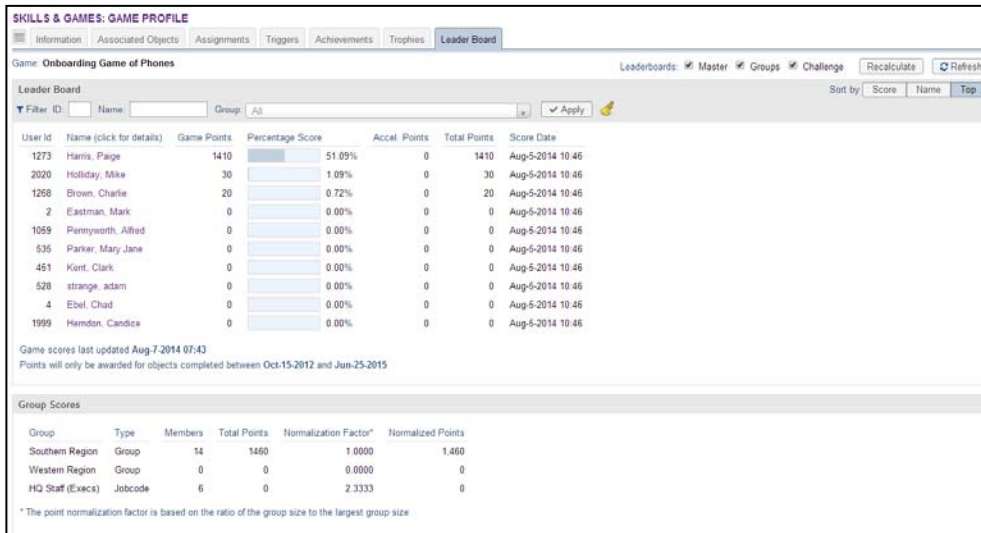 SKILLS & GAMES: GAME PROFILE
Information Associated Objects Assignments Triggers Achievements Trophies Leader Board
Game: Onboarding Game of Phones Leaderboards: Master Groups Challenge Recalculate Refresh
Leader Board Sort by Score Name Top
Filter ID: Name: Group: All Apply
User Id Name (click for details) Game Points Percentage Score Accel. Points Total Points Score Date
1273 Harris, Paige 1410 51.09% 0 1410 Aug-5-2014 10:46
2020 Holliday, Mike 30 1.09% 0 30 Aug-5-2014 10:46
1268 Brown, Charlie 20 0.72% 0 20 Aug-5-2014 10:46
2 Eastman, Mark 0 0.00% 0 0 Aug-5-2014 10:46
1059 Pennyworth, Alfred 0 0.00% 0 0 Aug-5-2014 10:46
535 Parker, Mary Jane 0 0.00% 0 0 Aug-5-2014 10:46
451 Kent, Clark 0 0.00% 0 0 Aug-5-2014 10:46
528 strange, adam 0 0.00% 0 0 Aug-5-2014 10:46
4 Ebel, Chad 0 0.00% 0 0 Aug-5-2014 10:46
1999 Herndon, Candice 0 0.00% 0 0 Aug-5-2014 10:46
Game scores last updated Aug-7-2014 07:43
Points will only be awarded for objects completed between Oct-15-2012 and Jun-25-2015
Group Scores
Group Type Members Total Points Normalization Factor* Normalized Points
Southern Region Group 14 1460 1.0000 1,460
Western Region Group 0 0 0.0000 0
HQ Staff (Execs) Jobcode 6 0 2.3333 0
* The point normalization factor is based on the ratio of the group size to the largest group size